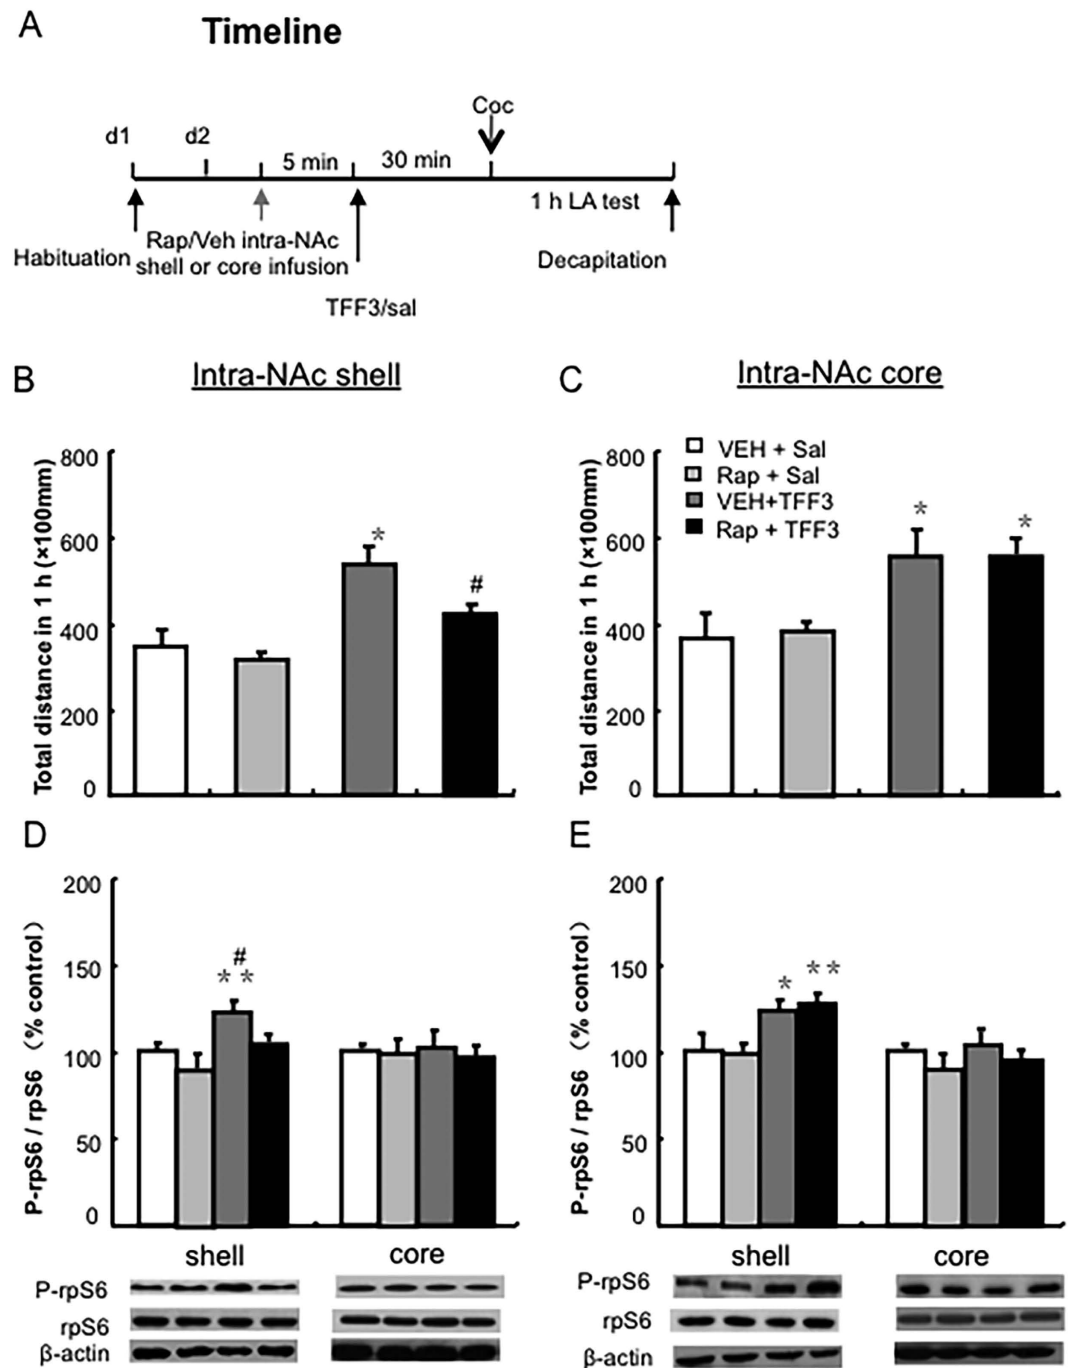 A
Timeline
Coc
d1
d2
5 min
30 min
1 h LA test
Habituation
Rap/Veh intra-NAc
shell or core infusion
Decapitation
TFF3/sal
B
Intra-NAc shell
Total distance in 1 h (×100mm)
800
600
400
200
0
*
#
C
Intra-NAc core
VEH + Sal
Rap + Sal
VEH+TFF3
Rap + TFF3
Total distance in 1 h (×100mm)
800
600
400
200
0
*
*
D
P-rpS6 / rpS6 (% control)
200
150
100
50
0
#
**
shell
core
P-rpS6
rpS6
β-actin
E
P-rpS6 / rpS6 (% control)
200
150
100
50
0
*
**
shell
core
P-rpS6
rpS6
β-actin